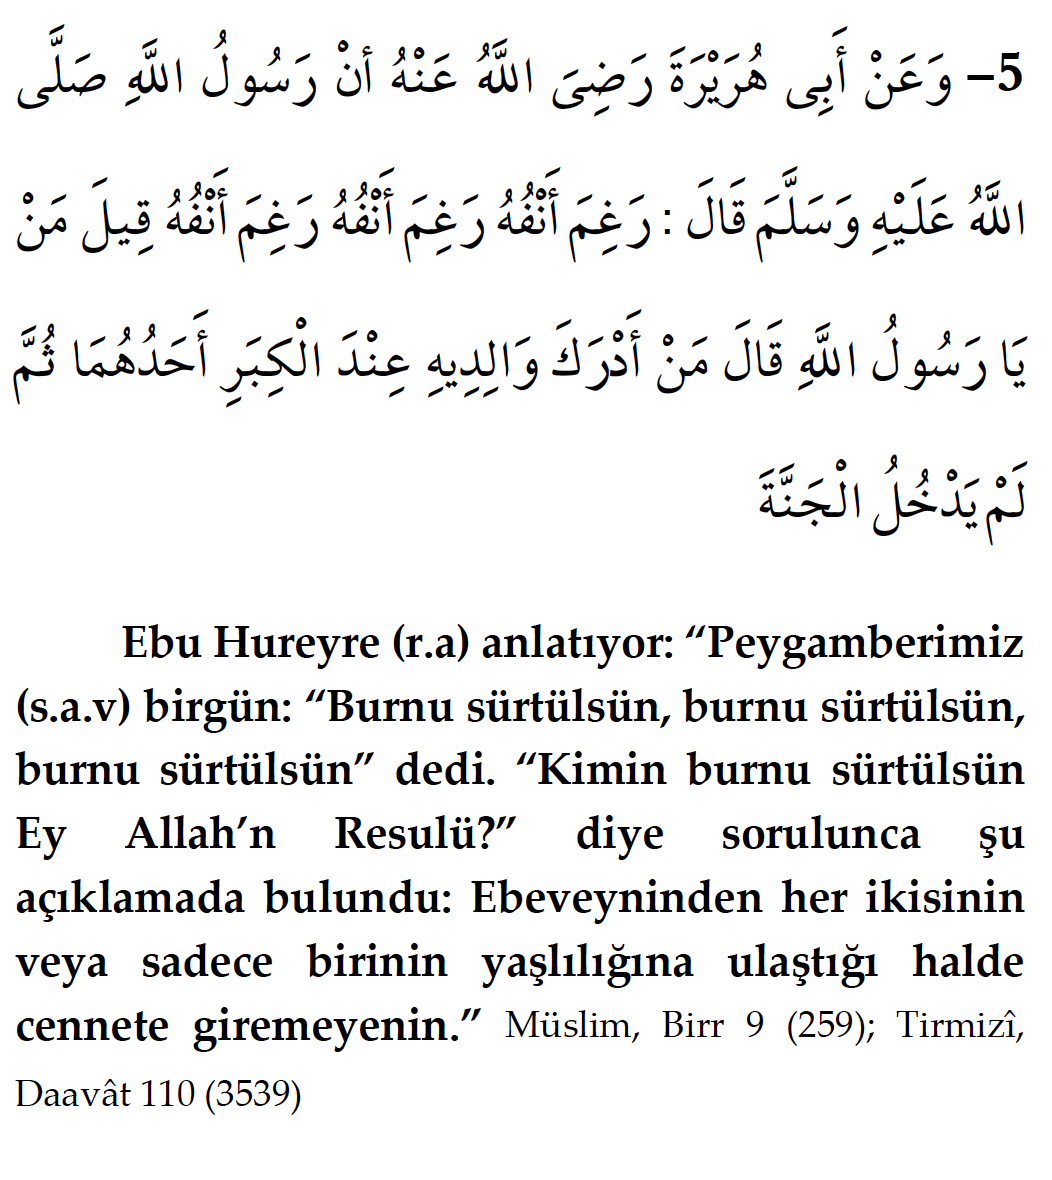 5– وَعَنْ أَبِى هُرَيْرَةَ رَضِىَ اللَّهُ عَنْهُ أنْ رَسُولُ اللَّهِ صَلَّى
اللَّهُ عَلَيْهِ وَسَلَّمَ قَالَ : رَغِمَ أَنْفُهُ رَغِمَ أَنْفُهُ رَغِمَ أَنْفُهُ قِيلَ مَنْ
يَا رَسُولُ اللَّهِ قَالَ مَنْ أَدْرَكَ وَالِدِيهِ عِنْدَ الْكِبَرِ أَحَدُهُمَا ثُمَّ
لَمْ يَدْخُلُ الْجَنَّةَ
Ebu Hureyre (r.a) anlatıyor: “Peygamberimiz
(s.a.v) birgün: “Burnu sürtülsün, burnu sürtülsün,
burnu sürtülsün” dedi. “Kimin burnu sürtülsün
Ey Allah’n Resulü?” diye sorulunca şu
açıklamada bulundu: Ebeveyninden her ikisinin
veya sadece birinin yaşlılığına ulaştığı halde
cennete giremeyenin.” Müslim, Birr 9 (259); Tirmizî,
Daavât 110 (3539)